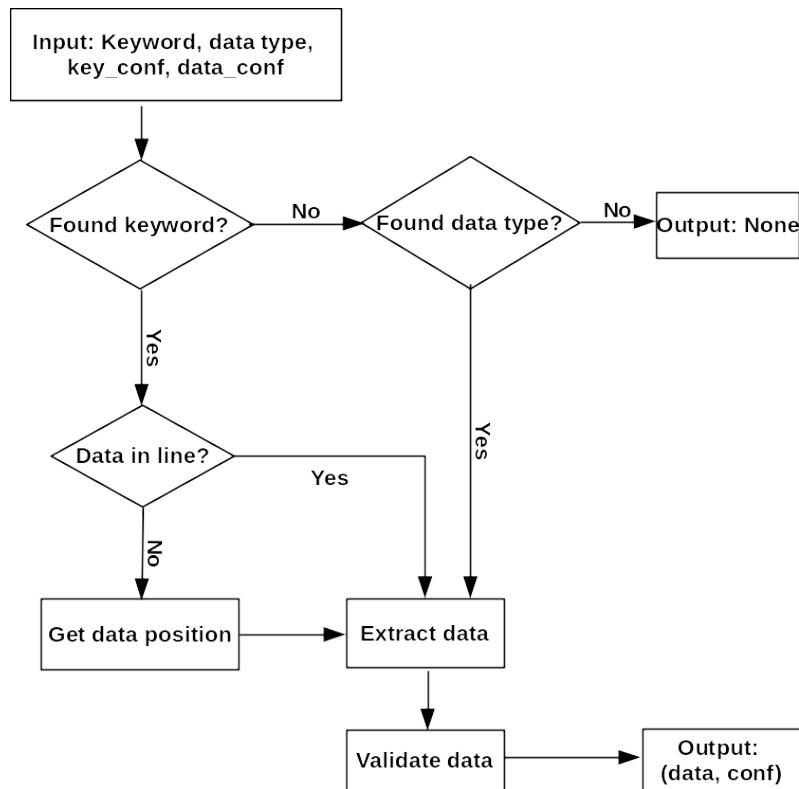 Input: Keyword, data type,
key_conf, data_conf
Found keyword?
No
Found data type?
No
Output: None
Yes
Data in line?
Yes
Yes
No
Get data position
Extract data
Validate data
Output:
(data, conf)